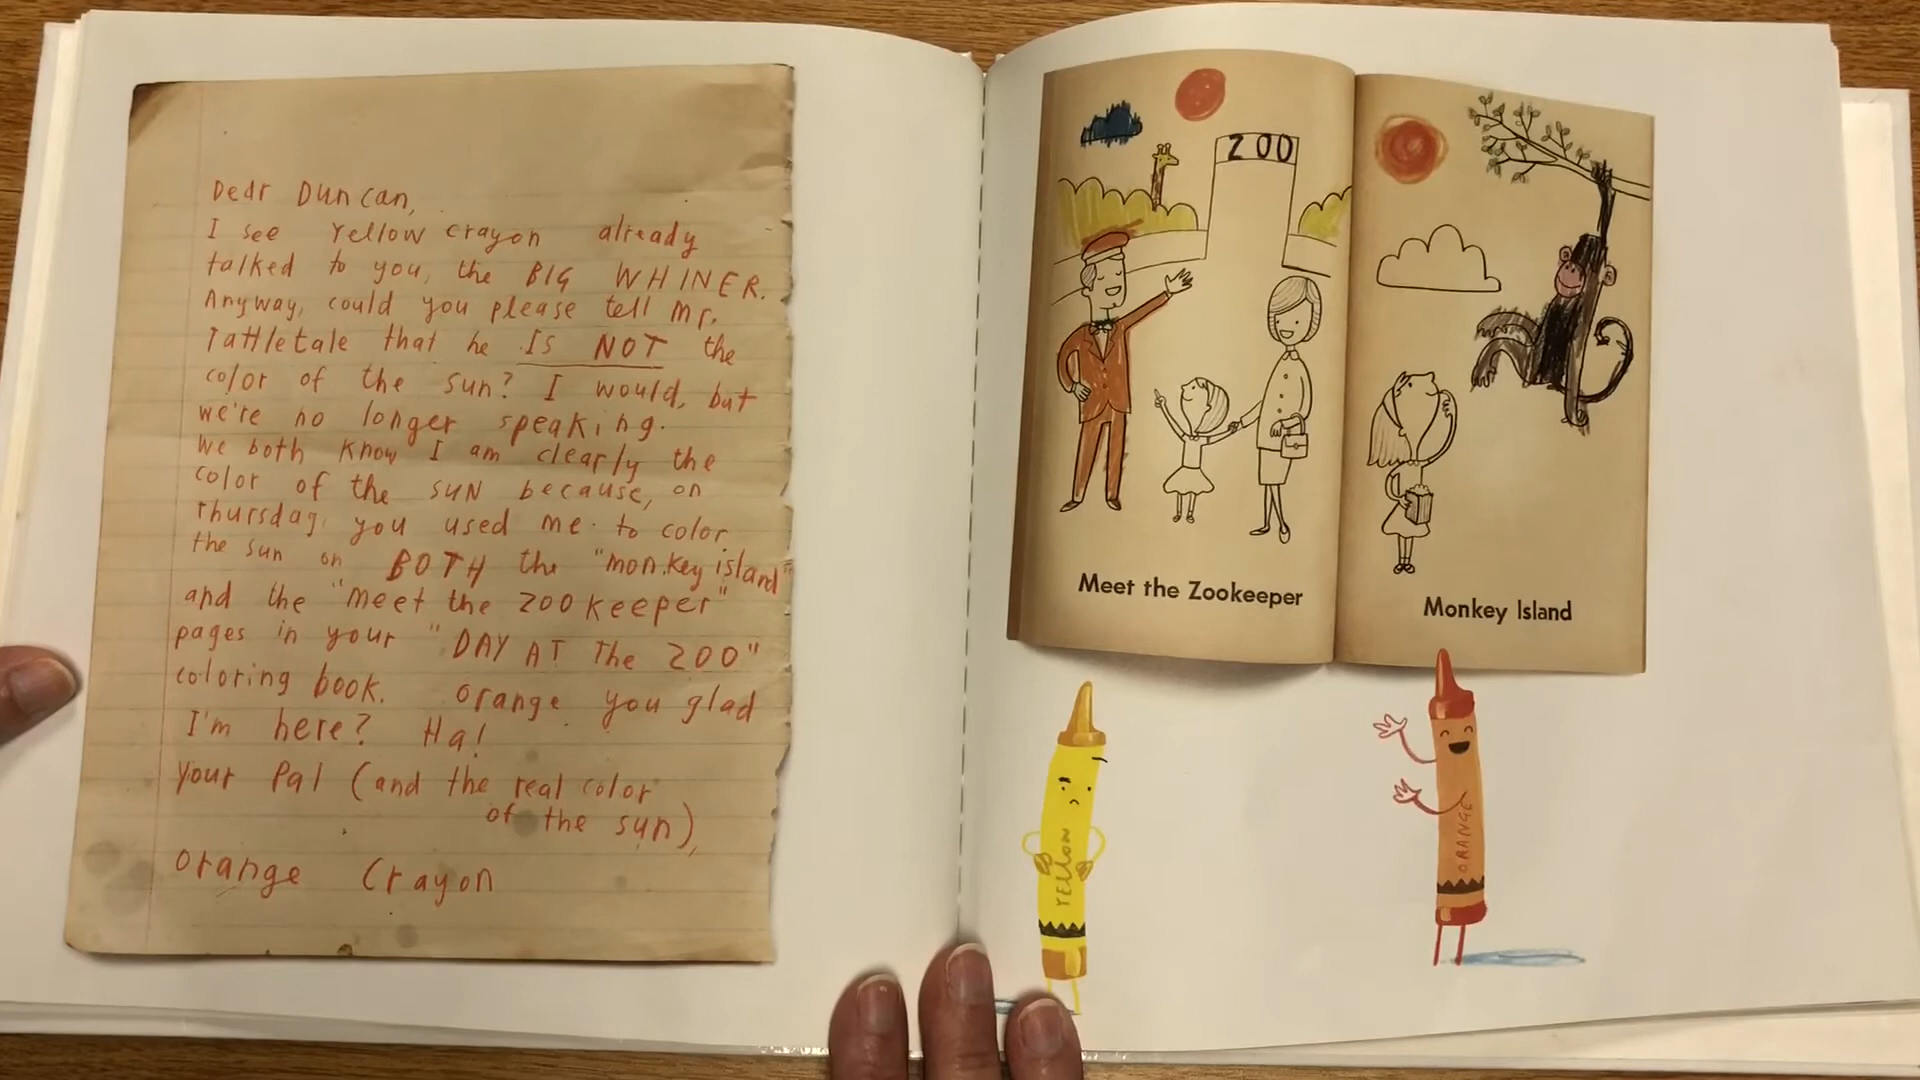 Dear Duncan,
I see Yellow crayon already
talked to you, the BIG WHINER.
Anyway, could you please tell Mr.
Tattletale that he IS NOT the
color of the sun? I would, but
we're no longer speaking.
We both know I am clearly the
color of the sun because, on
Thursday, you used me to color
the sun on BOTH the "monkey island"
and the "meet the zookeeper"
pages in your "DAY AT THE ZOO"
coloring book. Orange you glad
I'm here? Ha!
Your Pal (and the real color
of the sun),
Orange Crayon
ZOO
Meet the Zookeeper
Monkey Island
YELLOW
ORANGE